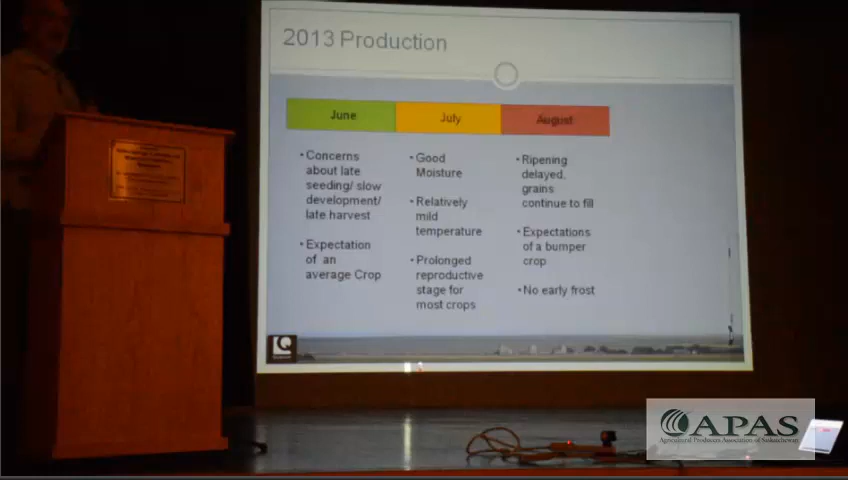 2013 Production
June
July
August
•Concerns
about late
seeding/ slow
development/
late harvest
•Expectation
of an
average Crop
•Good
Moisture
•Relatively
mild
temperature
•Prolonged
reproductive
stage for
most crops
•Ripening
delayed,
grains
continue to fill
•Expectations
of a bumper
crop
•No early frost
APAS
Agricultural Producers Association of Saskatchewan